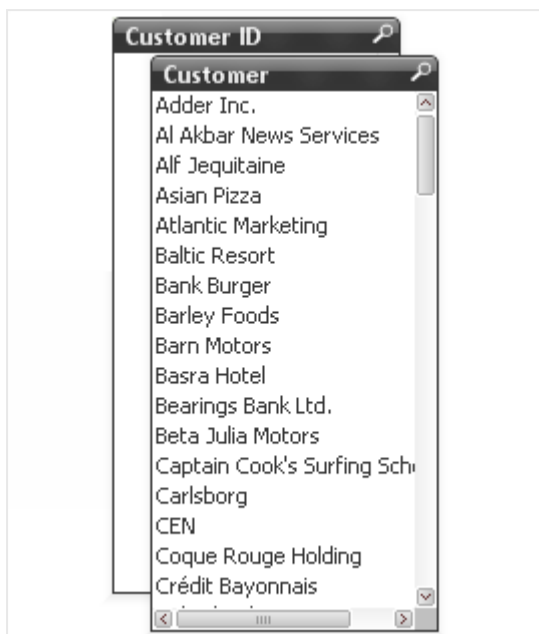 Customer ID
Customer
Adder Inc.
Al Akbar News Services
Alf Jequitaine
Asian Pizza
Atlantic Marketing
Baltic Resort
Bank Burger
Barley Foods
Barn Motors
Basra Hotel
Bearings Bank Ltd.
Beta Julia Motors
Captain Cook's Surfing
Carlsborg
CEN
Coque Rouge Holding
Crédit Bayonnais